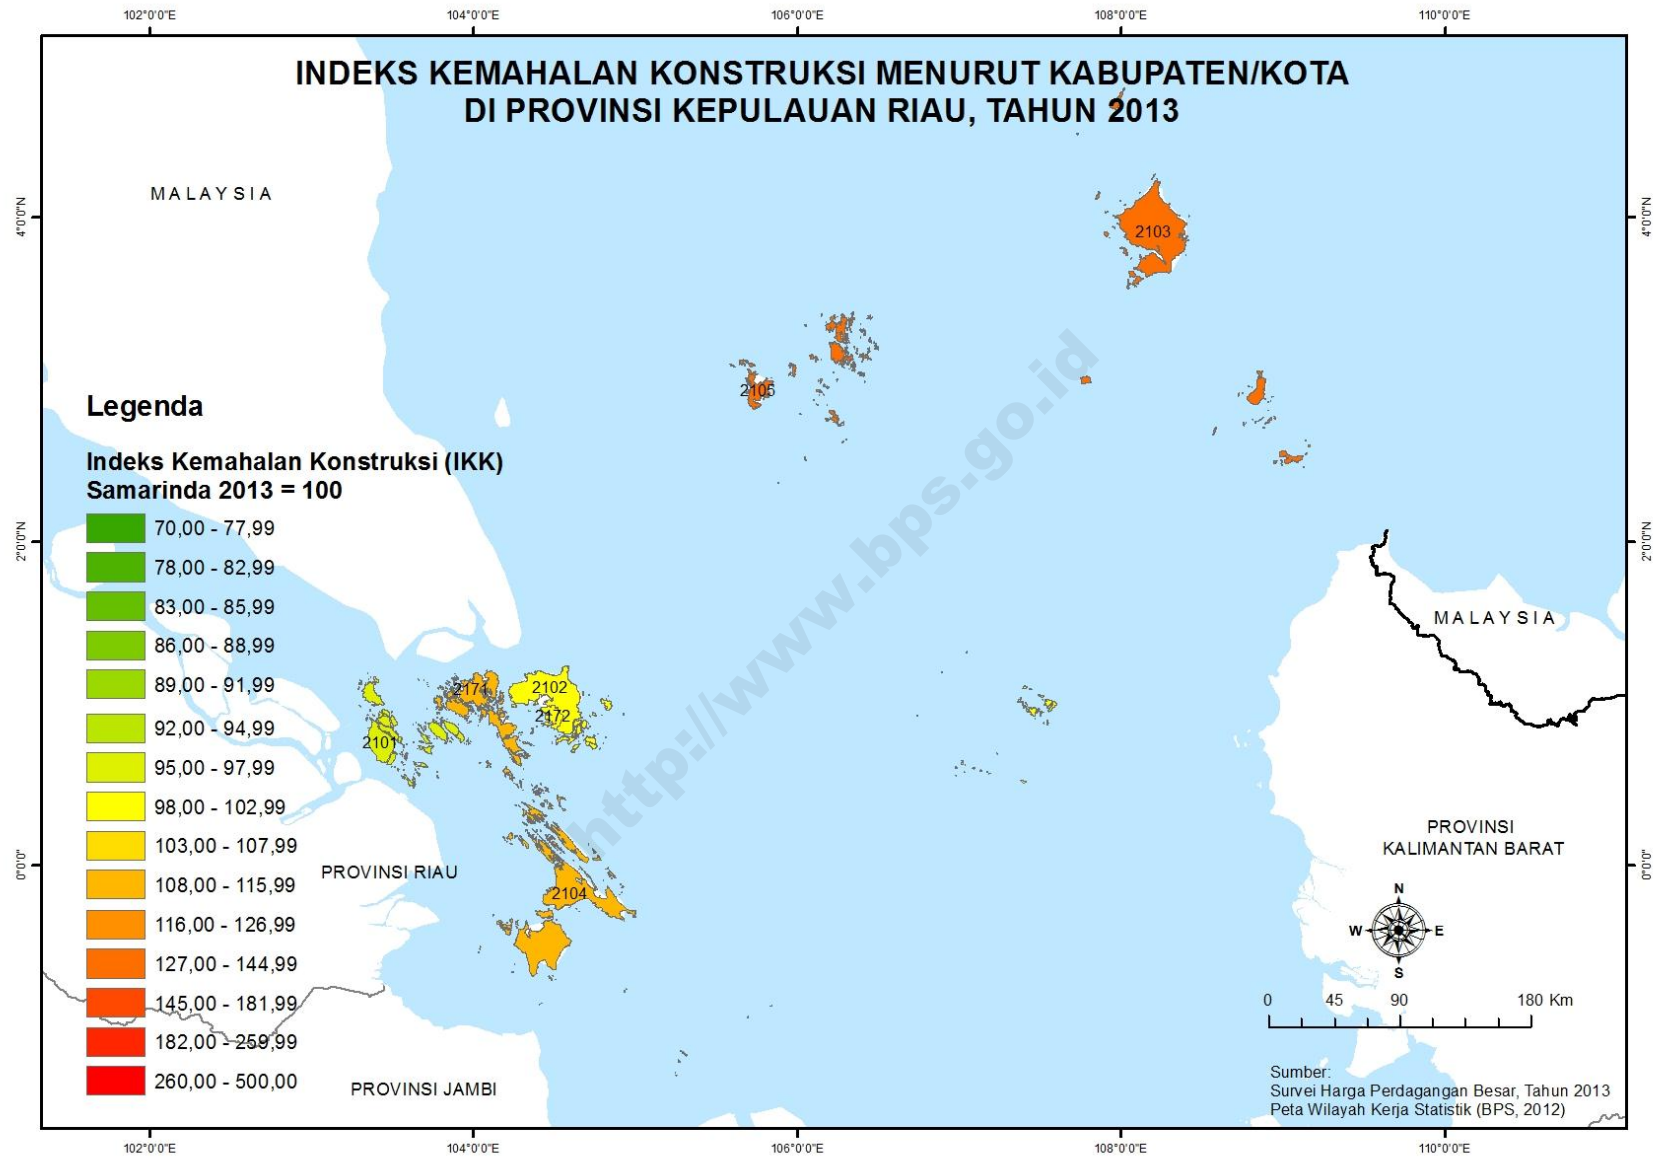 102°0'0"E 104°0'0"E 106°0'0"E 108°0'0"E 110°0'0"E
INDEKS KEMAHALAN KONSTRUKSI MENURUT KABUPATEN/KOTA
DI PROVINSI KEPULAUAN RIAU, TAHUN 2013
MALAYSIA
4°0'0"N
4°0'0"N
2103
2105
http://www.bps.go.id
Legenda
Indeks Kemahalan Konstruksi (IKK)
Samarinda 2013 = 100
70,00 - 77,99
78,00 - 82,99
83,00 - 85,99
86,00 - 88,99
89,00 - 91,99
92,00 - 94,99
95,00 - 97,99
98,00 - 102,99
103,00 - 107,99
108,00 - 115,99
116,00 - 126,99
127,00 - 144,99
145,00 - 181,99
182,00 - 259,99
260,00 - 500,00
2°0'0"N
2°0'0"N
MALAYSIA
2171
2102
2172
2101
PROVINSI
KALIMANTAN BARAT
0°0'0"
0°0'0"
PROVINSI RIAU
2104
N
W E
S
0 45 90 180 Km
PROVINSI JAMBI
Sumber:
Survei Harga Perdagangan Besar, Tahun 2013
Peta Wilayah Kerja Statistik (BPS, 2012)
102°0'0"E 104°0'0"E 106°0'0"E 108°0'0"E 110°0'0"E